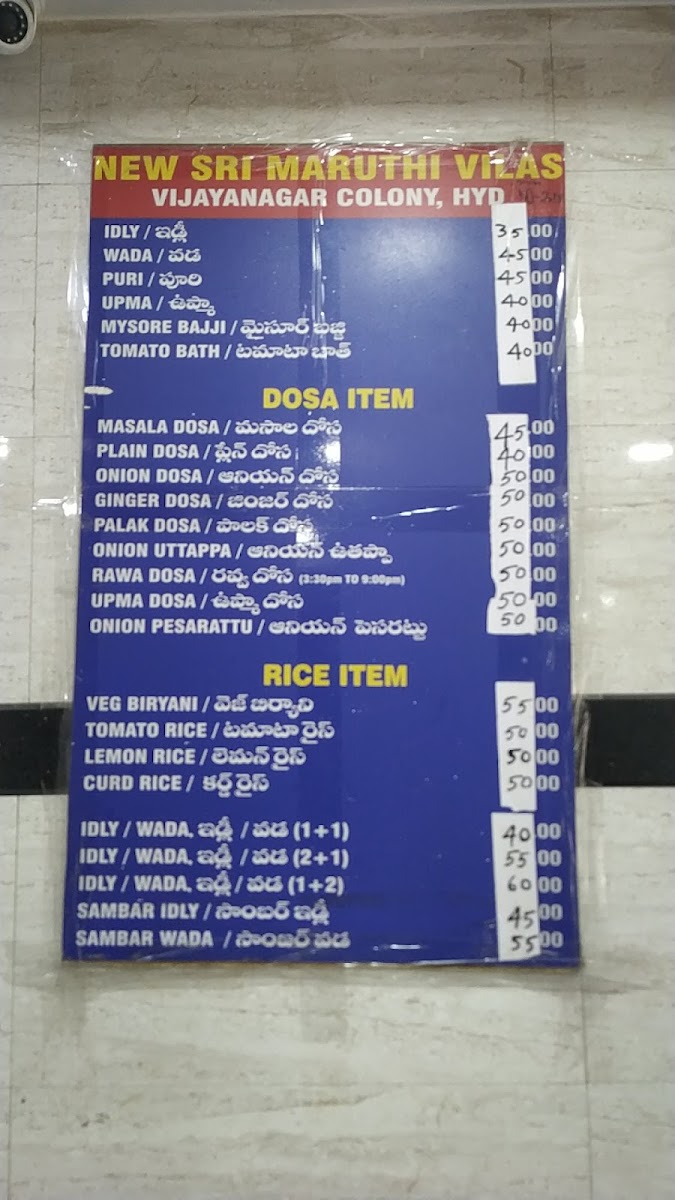 NEW SRI MARUTHI VILAS
VIJAYANAGAR COLONY, HYD
IDLY / ఇడ్లీ 35 00
WADA / వడ 45 00
PURI / పూరి 45 00
UPMA / ఉప్మా 40 00
MYSORE BAJJI / మైసూర్ బజ్జి 40 00
TOMATO BATH / టమాటా బాత్ 40 00
DOSA ITEM
MASALA DOSA / మసాల దోస 45 .00
PLAIN DOSA / ప్లేన్ దోస 40 00
ONION DOSA / ఆనియన్ దోస 50 00
GINGER DOSA / జింజర్ దోస 50 00
PALAK DOSA / పాలక్ దోస 50 00
ONION UTTAPPA / ఆనియన్ ఉతప్పా 50 00
RAWA DOSA / రవ్వ దోస (3:30pm TO 9:00pm) 50 00
UPMA DOSA / ఉప్మా దోస 50 00
ONION PESARATTU / ఆనియన్ పెసరట్టు 50 00
RICE ITEM
VEG BIRYANI / వెజ్ బిర్యాని 55 00
TOMATO RICE / టమాటా రైస్ 50 00
LEMON RICE / లెమన్ రైస్ 50 00
CURD RICE / కర్డ్ రైస్ 50 00
IDLY / WADA, ఇడ్లీ / వడ (1+1) 40 .00
IDLY / WADA, ఇడ్లీ / వడ (2+1) 55 00
IDLY / WADA, ఇడ్లీ / వడ (1+2) 60 00
SAMBAR IDLY / సాంబర్ ఇడ్లీ 45 00
SAMBAR WADA / సాంబర్ వడ 55 00